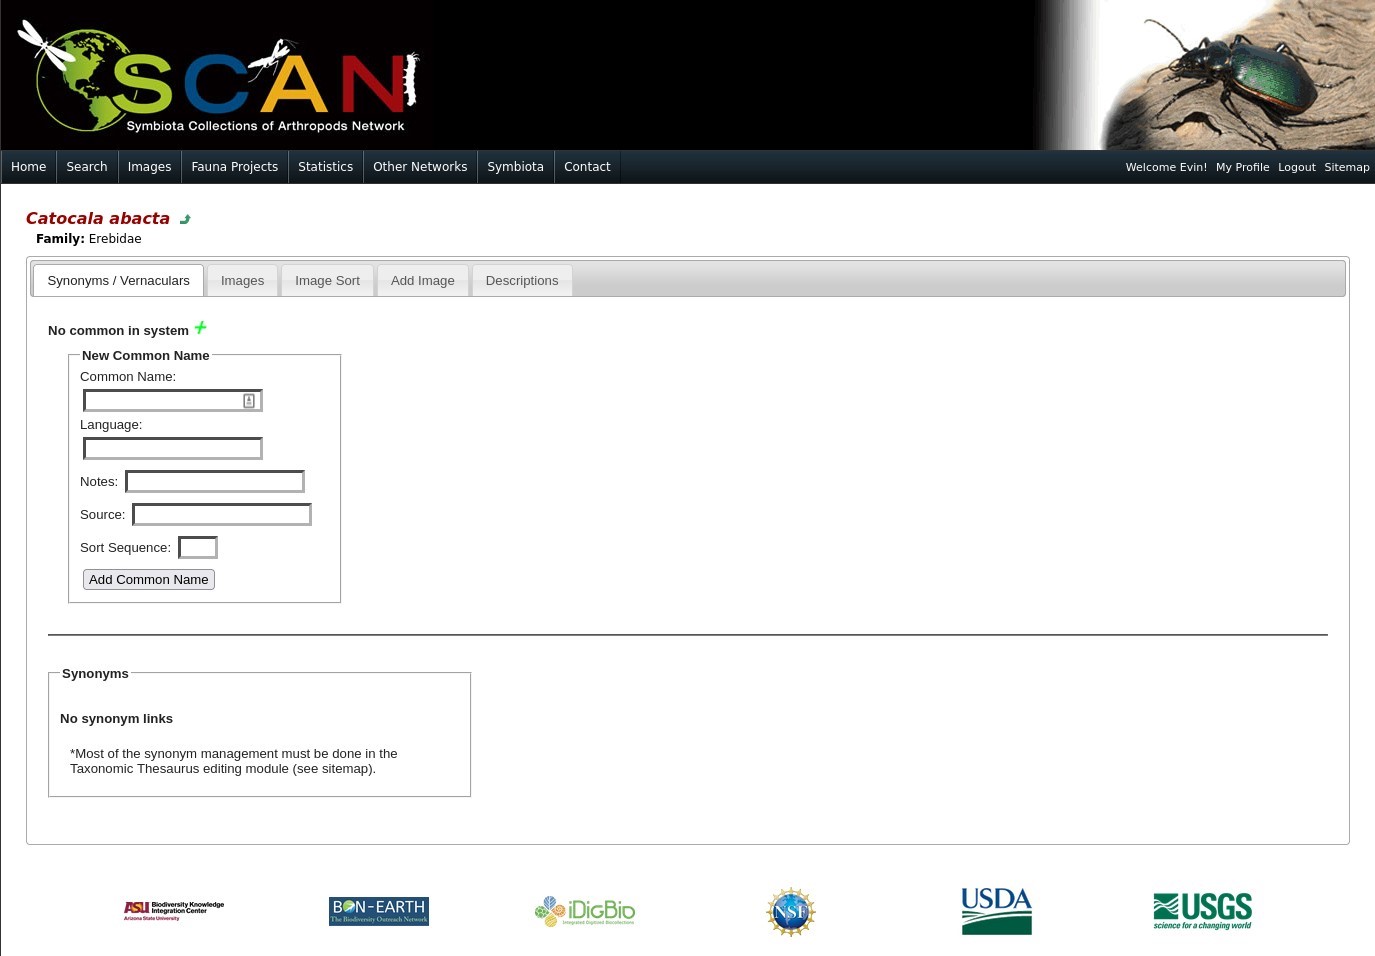 SCAN
Symbiota Collections of Arthropods Network
Home Search Images Fauna Projects Statistics Other Networks Symbiota Contact Welcome Evin! My Profile Logout Sitemap
Catocala abacta
Family: Erebidae
Synonyms / Vernaculars Images Image Sort Add Image Descriptions
No common in system
New Common Name
Common Name:
Language:
Notes:
Source:
Sort Sequence:
Add Common Name
Synonyms
No synonym links
*Most of the synonym management must be done in the
Taxonomic Thesaurus editing module (see sitemap).
ASU Biodiversity Knowledge
Integration Center
Arizona State University
BON-EARTH
The Biodiversity Outreach Network
iDigBio
Integrated Digitized Biocollections
NSF
USDA
USGS
science for a changing world